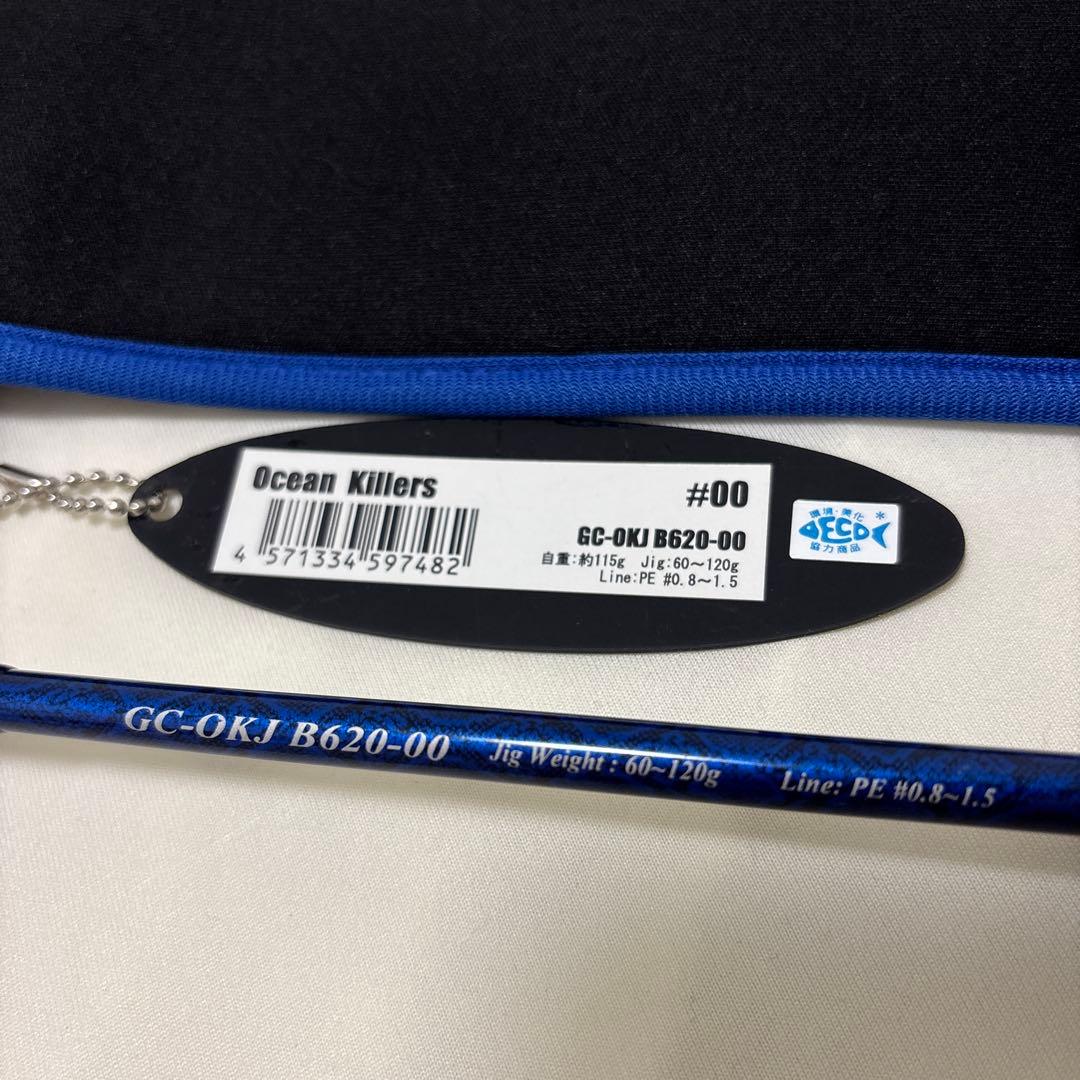 Ocean Killers
#00
4 571334 597482
GC-OKJ B620-00
自重:約115g Jig:60～120g
Line:PE #0.8～1.5
環境・美化
ECO
協力商品
GC-OKJ B620-00 Jig Weight : 60~120g Line: PE #0.8~1.5